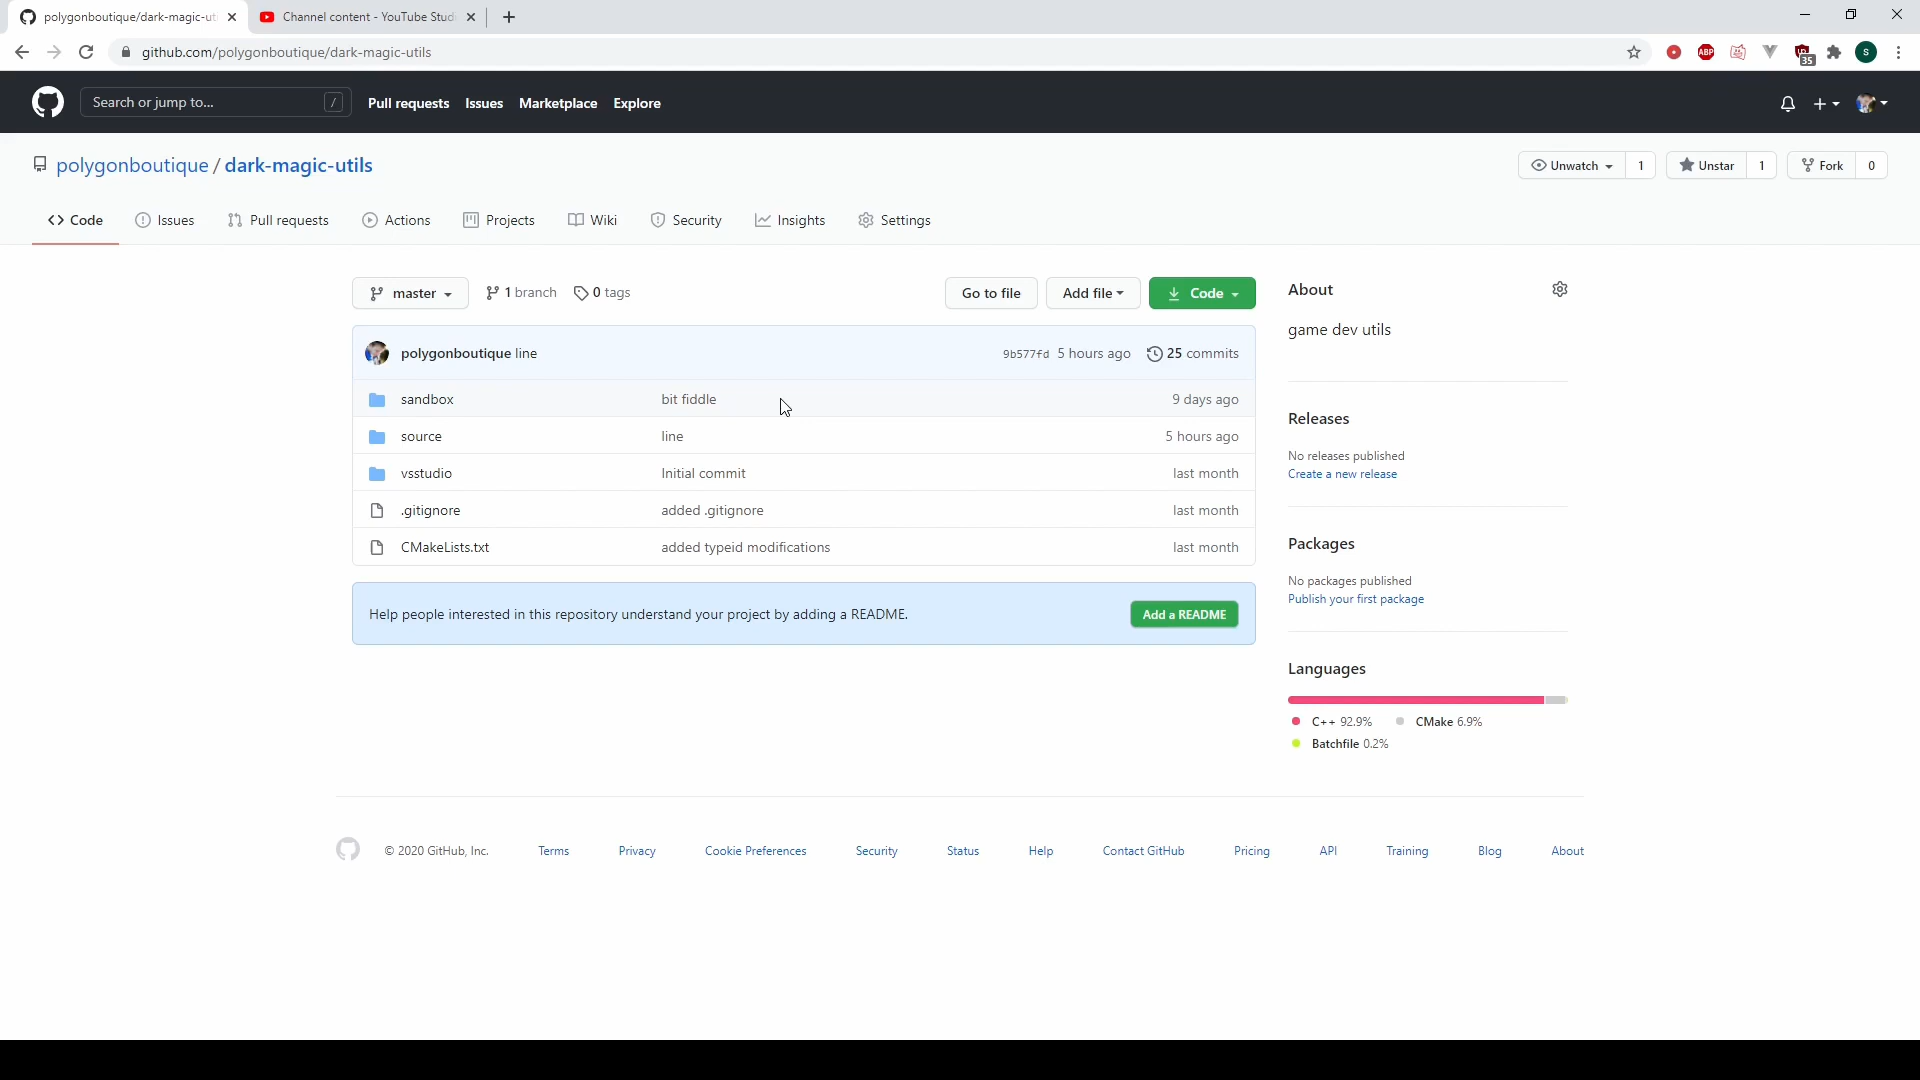 polygonboutique/dark-magic-ut
Channel content - YouTube Studi
github.com/polygonboutique/dark-magic-utils
ABP
35
S
Search or jump to...
/
Pull requests
Issues
Marketplace
Explore
polygonboutique / dark-magic-utils
Unwatch
1
Unstar
1
Fork
0
Code
Issues
Pull requests
Actions
Projects
Wiki
Security
Insights
Settings
master
1 branch
0 tags
Go to file
Add file
Code
About
game dev utils
polygonboutique line
9b577fd 5 hours ago
25 commits
sandbox
bit fiddle
9 days ago
source
line
5 hours ago
vsstudio
Initial commit
last month
.gitignore
added .gitignore
last month
CMakeLists.txt
added typeid modifications
last month
Help people interested in this repository understand your project by adding a README.
Add a README
Releases
No releases published
Create a new release
Packages
No packages published
Publish your first package
Languages
C++ 92.9%
CMake 6.9%
Batchfile 0.2%
© 2020 GitHub, Inc.
Terms
Privacy
Cookie Preferences
Security
Status
Help
Contact GitHub
Pricing
API
Training
Blog
About